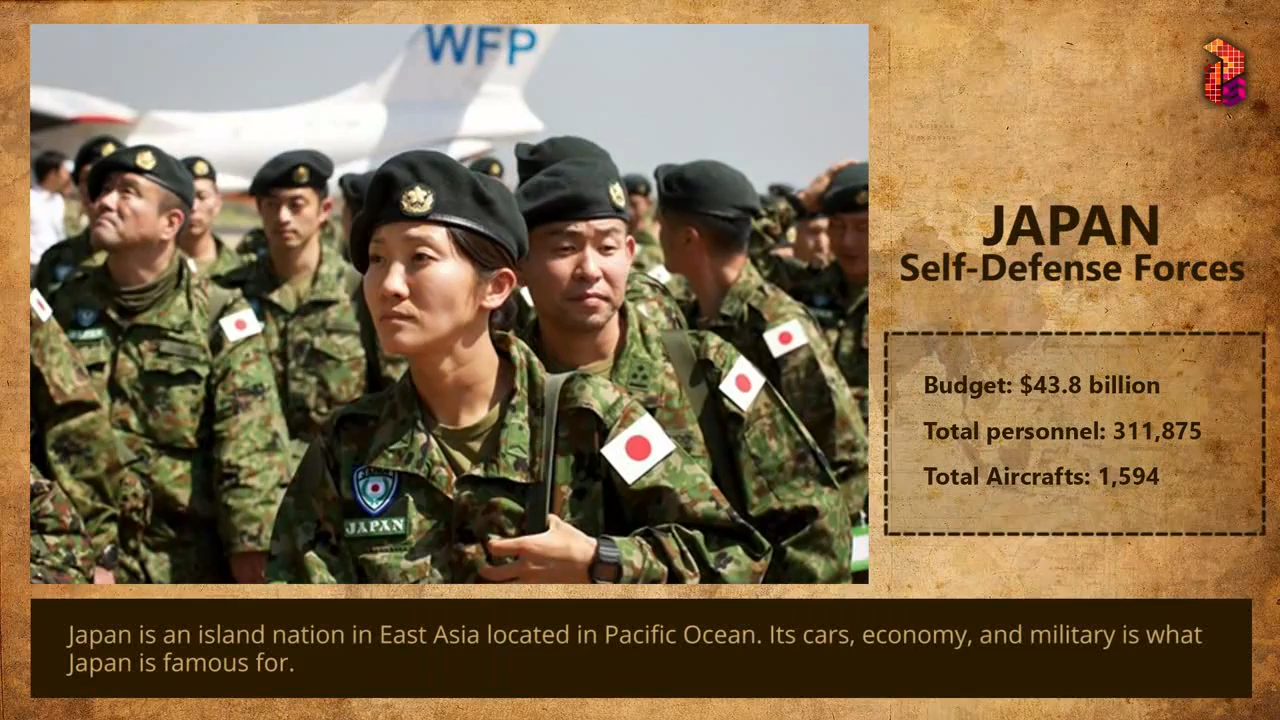 WFP
JAPAN
JAPAN
Self-Defense Forces
Budget: $43.8 billion
Total personnel: 311,875
Total Aircrafts: 1,594
Japan is an island nation in East Asia located in Pacific Ocean. Its cars, economy, and military is what
Japan is famous for.